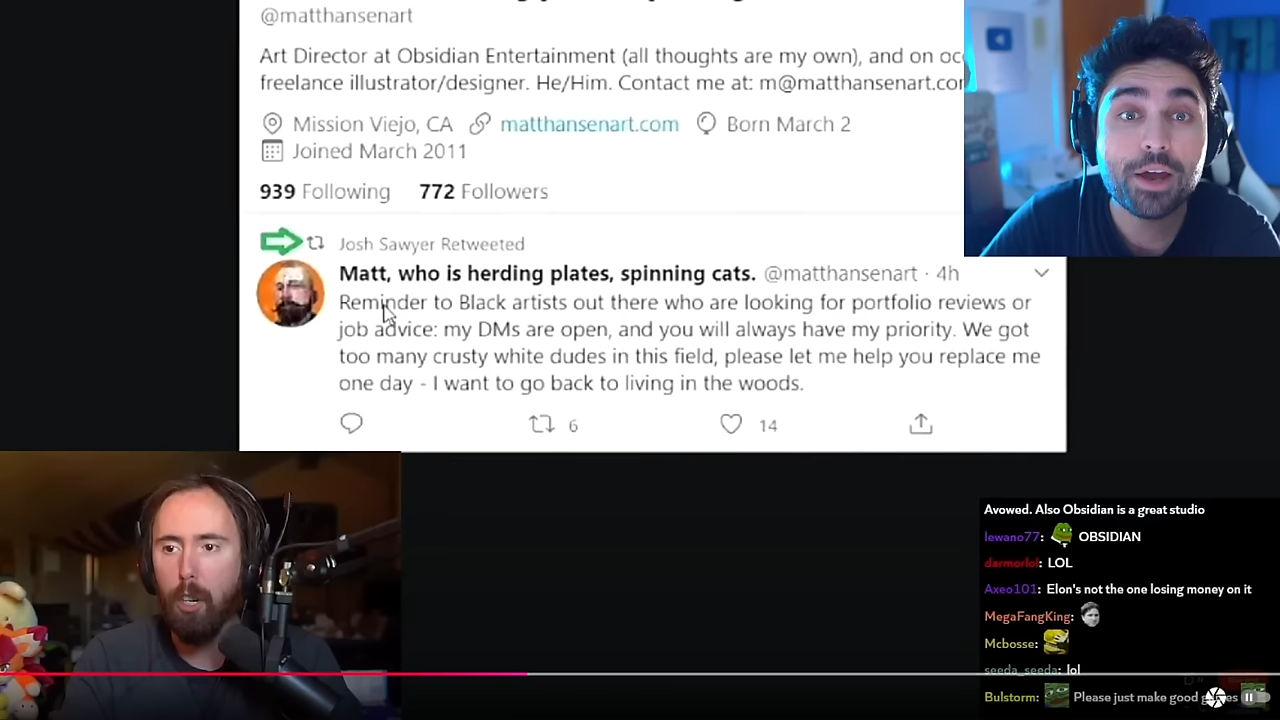 @matthansenart
Art Director at Obsidian Entertainment (all thoughts are my own), and on
freelance illustrator/designer. He/Him. Contact me at: m@matthansenart.co
Mission Viejo, CA matthansenart.com Born March 2
Joined March 2011
939 Following 772 Followers
Josh Sawyer Retweeted
Matt, who is herding plates, spinning cats. @matthansenart · 4h
Reminder to Black artists out there who are looking for portfolio reviews or
job advice: my DMs are open, and you will always have my priority. We got
too many crusty white dudes in this field, please let me help you replace me
one day - I want to go back to living in the woods.
6 14
Avowed. Also Obsidian is a great studio
lewano77: OBSIDIAN
darmorlol: LOL
Axeo101: Elon's not the one losing money on it
MegaFangKing:
Mcbosse:
seeda_seeda: lol
Bulstorm: Please just make good